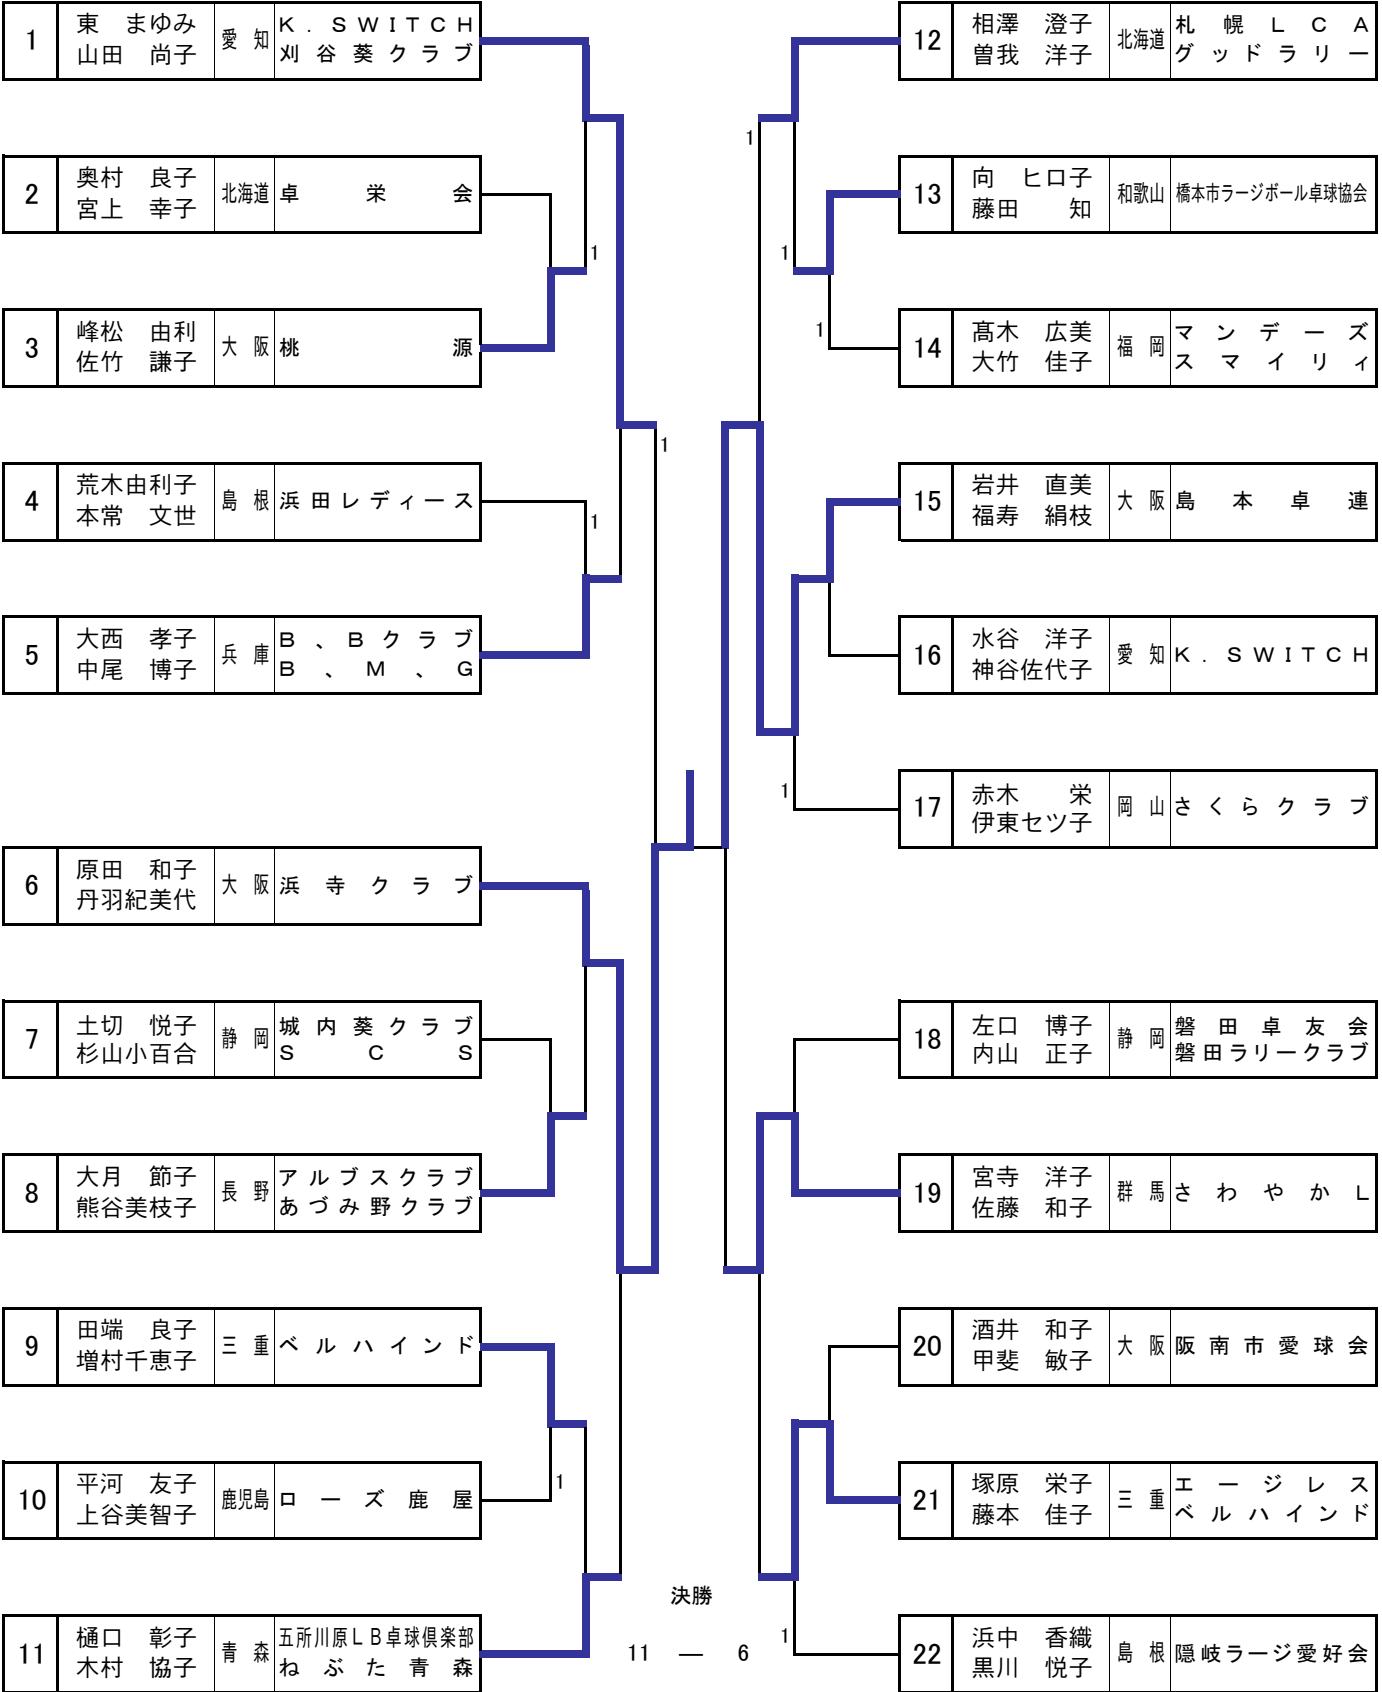 1 東　まゆみ 山田　尚子 愛　知 Ｋ．ＳＷＩＴＣＨ 刈谷葵クラブ
2 奥村　良子 宮上　幸子 北海道 卓栄会
1
3 峰松　由利 佐竹　謙子 大　阪 桃源
4 荒木由利子 本常　文世 島　根 浜田レディース
1
1
5 大西　孝子 中尾　博子 兵　庫 Ｂ、Ｂクラブ Ｂ、Ｍ、Ｇ
6 原田　和子 丹羽紀美代 大　阪 浜寺クラブ
7 土切　悦子 杉山小百合 静　岡 城内葵クラブ ＳＣＳ
8 大月　節子 熊谷美枝子 長　野 アルプスクラブ あづみ野クラブ
9 田端　良子 増村千恵子 三　重 ベルハインド
10 平河　友子 上谷美智子 鹿児島 ローズ鹿屋
1
11 樋口　彰子 木村　協子 青　森 五所川原ＬＢ卓球倶楽部 ねぶた青森
12 相澤　澄子 曽我　洋子 北海道 札幌ＬＣＡ グッドラリー
1
13 向　ヒロ子 藤田　　知 和歌山 橋本市ラージボール卓球協会
1
1
14 髙木　広美 大竹　佳子 福　岡 マンデーズ スマイリィ
15 岩井　直美 福寿　絹枝 大　阪 島本卓連
16 水谷　洋子 神谷佐代子 愛　知 Ｋ．ＳＷＩＴＣＨ
1
17 赤木　　栄 伊東セツ子 岡　山 さくらクラブ
18 左口　博子 内山　正子 静　岡 磐田卓友会 磐田ラリークラブ
19 宮寺　洋子 佐藤　和子 群　馬 さわやかＬ
20 酒井　和子 甲斐　敏子 大　阪 阪南市愛球会
21 塚原　栄子 藤本　佳子 三　重 エージレス ベルハインド
1
22 浜中　香織 黒川　悦子 島　根 隠岐ラージ愛好会
決勝
11 ― 6